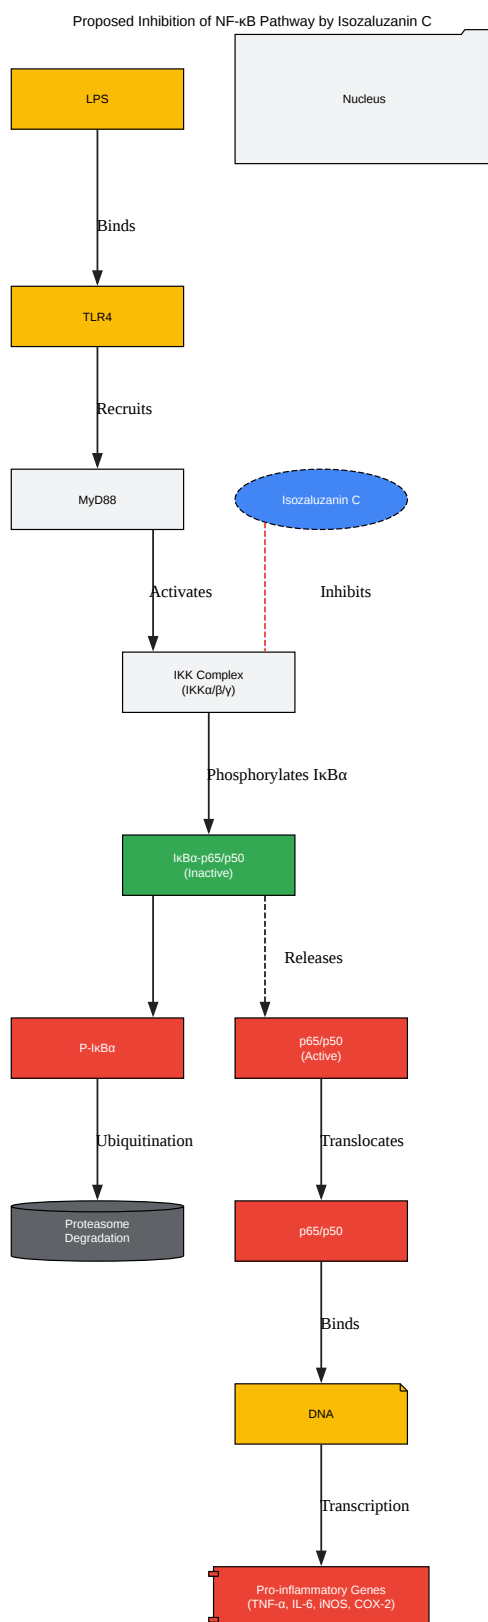 Proposed Inhibition of NF-κB Pathway by Isozaluzanin C
LPS
Nucleus
Binds
TLR4
Recruits
MyD88
Isozaluzanin C
Activates
Inhibits
IKK Complex
(IKKα/β/γ)
Phosphorylates IκBα
IκBα-p65/p50
(Inactive)
Releases
P-IκBα
p65/p50
(Active)
Ubiquitination
Translocates
Proteasome
Degradation
p65/p50
Binds
DNA
Transcription
Pro-inflammatory Genes
(TNF-α, IL-6, iNOS, COX-2)